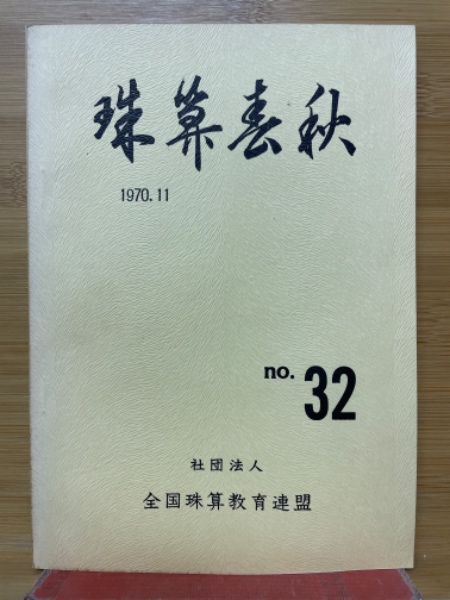 珠算春秋
1970.11
no. 32
社団法人
全国珠算教育連盟